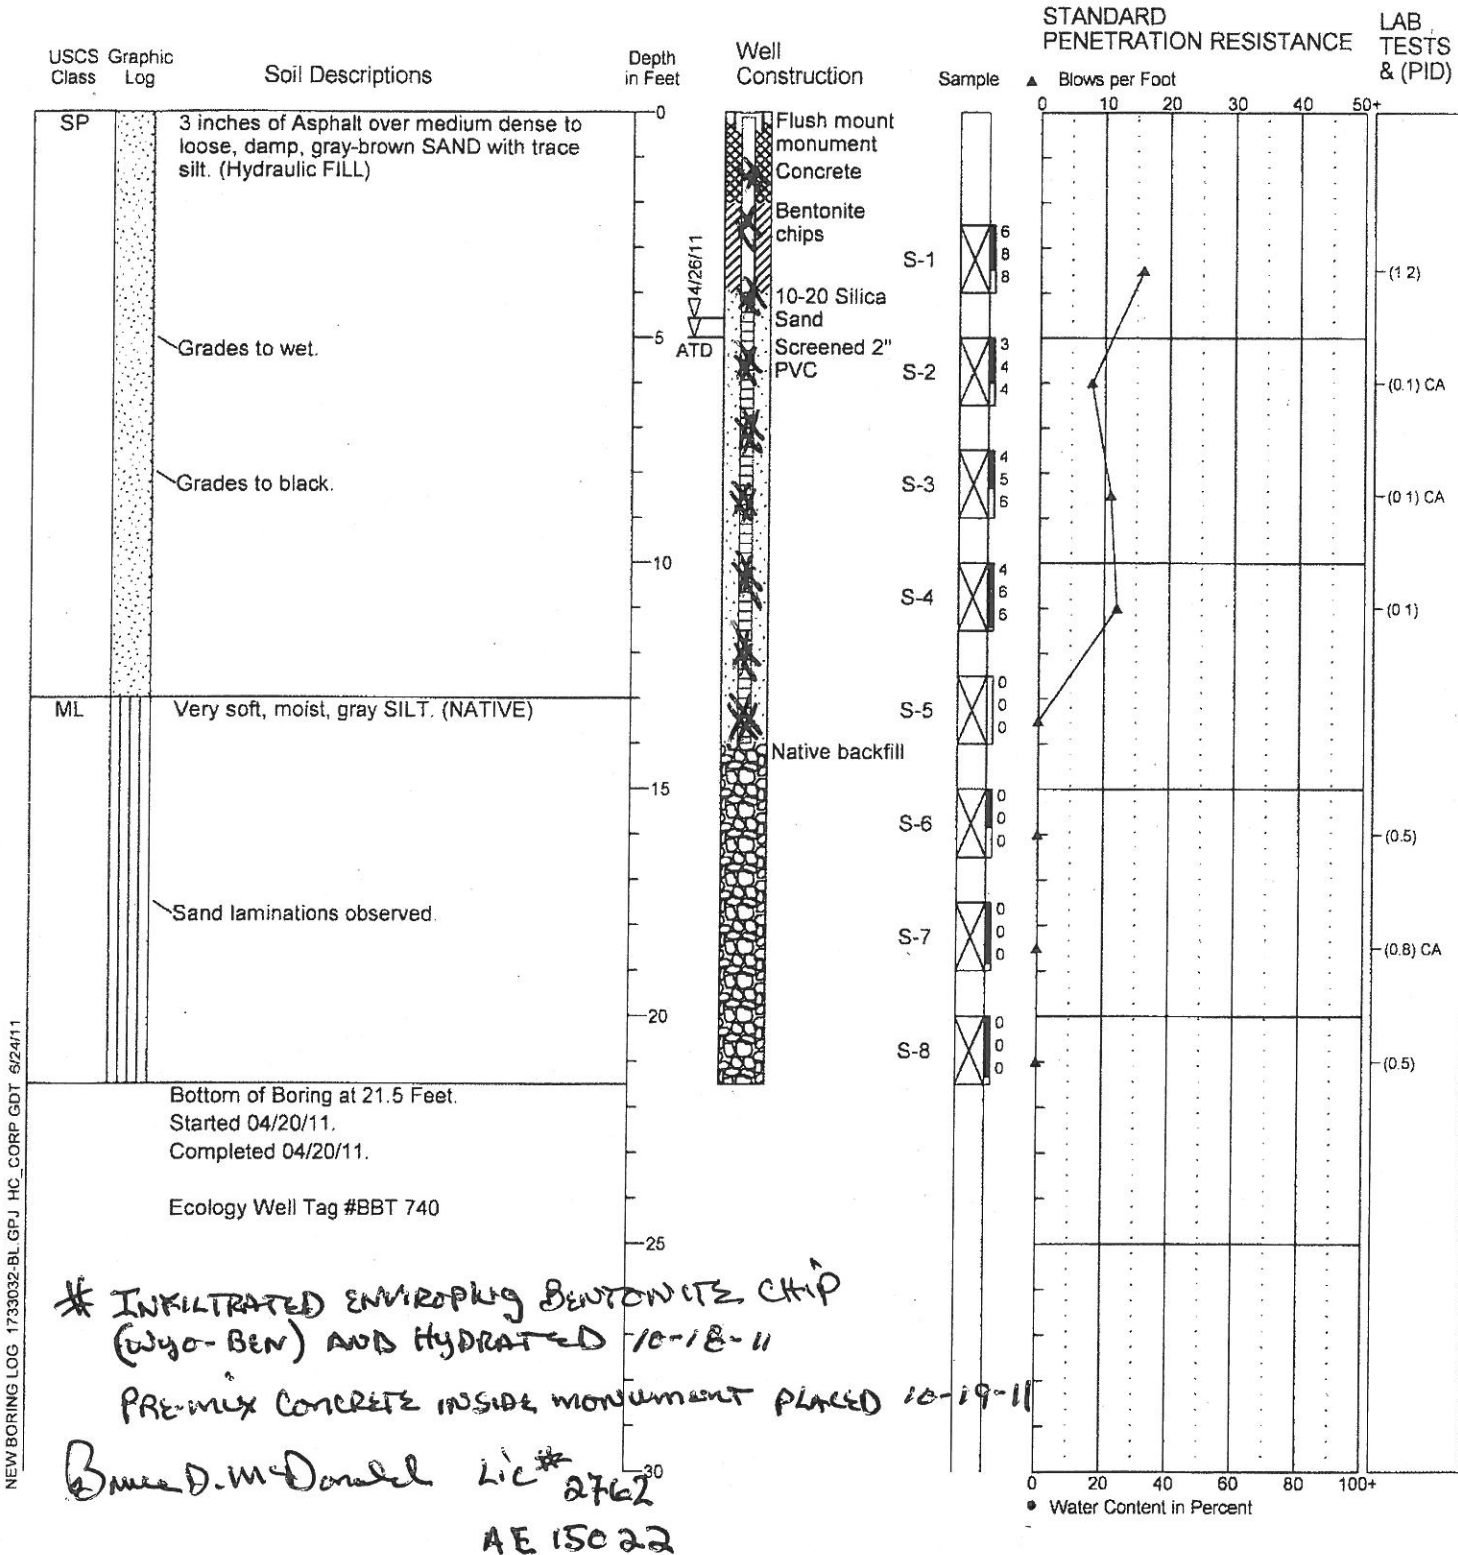 STANDARD
PENETRATION RESISTANCE
LAB
TESTS
& (PID)
USCS Graphic
Class Log
Soil Descriptions
Depth
in Feet
Well
Construction
Sample
▲ Blows per Foot
0 10 20 30 40 50+
SP
3 inches of Asphalt over medium dense to
loose, damp, gray-brown SAND with trace
silt. (Hydraulic FILL)
Grades to wet.
Grades to black.
ML
Very soft, moist, gray SILT. (NATIVE)
Sand laminations observed.
Bottom of Boring at 21.5 Feet.
Started 04/20/11.
Completed 04/20/11.
Ecology Well Tag #BBT 740
0
5
10
15
20
25
30
4/26/11
ATD
Flush mount
monument
Concrete
Bentonite
chips
10-20 Silica
Sand
Screened 2"
PVC
Native backfill
S-1
6
8
8
S-2
3
4
4
S-3
4
5
6
S-4
4
6
6
S-5
0
0
0
S-6
0
0
0
S-7
0
0
0
S-8
0
0
0
(1 2)
(0.1) CA
(0 1) CA
(0 1)
(0.5)
(0.8) CA
(0.5)
0 20 40 60 80 100+
● Water Content in Percent
# INFILTRATED ENVIROPLUG BENTONITE CHIP
(WYO-BEN) AND HYDRATED 10-18-11
PRE-MIX CONCRETE INSIDE MONUMENT PLACED 10-19-11
Bruce D. McDonald Lic# 2762
AE 15022
NEW BORING LOG 1733032-BL.GPJ HC_CORP GDT 6/24/11